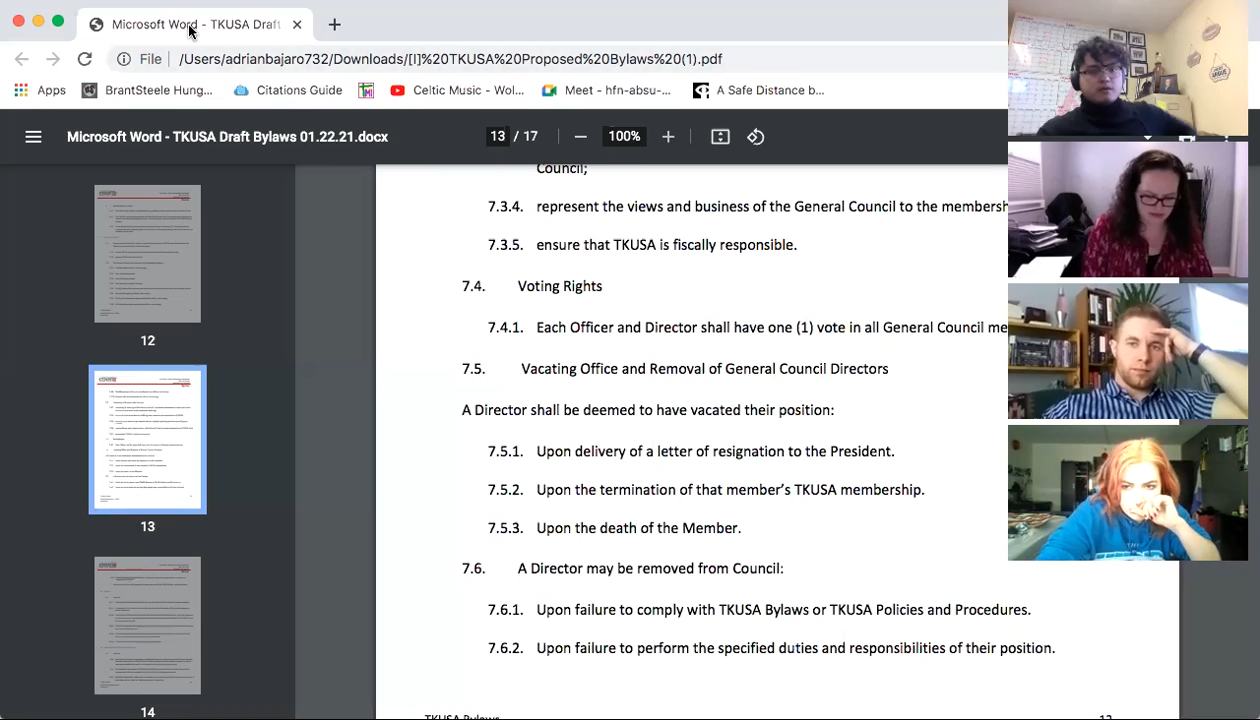 Microsoft Word - TKUSA Draft
File
/Users/adrianbajaro732/Downloads/[I]%20TKUSA%20Proposed%20Bylaws%20(1).pdf
Apps
BrantSteele Hung...
Citations Guide
Celtic Music - Wol...
Meet - hfn-absu-...
A Safe Distance b...
Microsoft Word - TKUSA Draft Bylaws 01.22.21.docx
13 / 17
100%
12
13
14
Council;
7.3.4. represent the views and business of the General Council to the membersh
7.3.5. ensure that TKUSA is fiscally responsible.
7.4. Voting Rights
7.4.1. Each Officer and Director shall have one (1) vote in all General Council me
7.5. Vacating Office and Removal of General Council Directors
A Director shall be deemed to have vacated their position:
7.5.1. Upon delivery of a letter of resignation to the President.
7.5.2. Upon the termination of that member's TKUSA membership.
7.5.3. Upon the death of the Member.
7.6. A Director may be removed from Council:
7.6.1. Upon failure to comply with TKUSA Bylaws or TKUSA Policies and Procedures.
7.6.2. Upon failure to perform the specified duties and responsibilities of their position.
TKUSA Bylaws